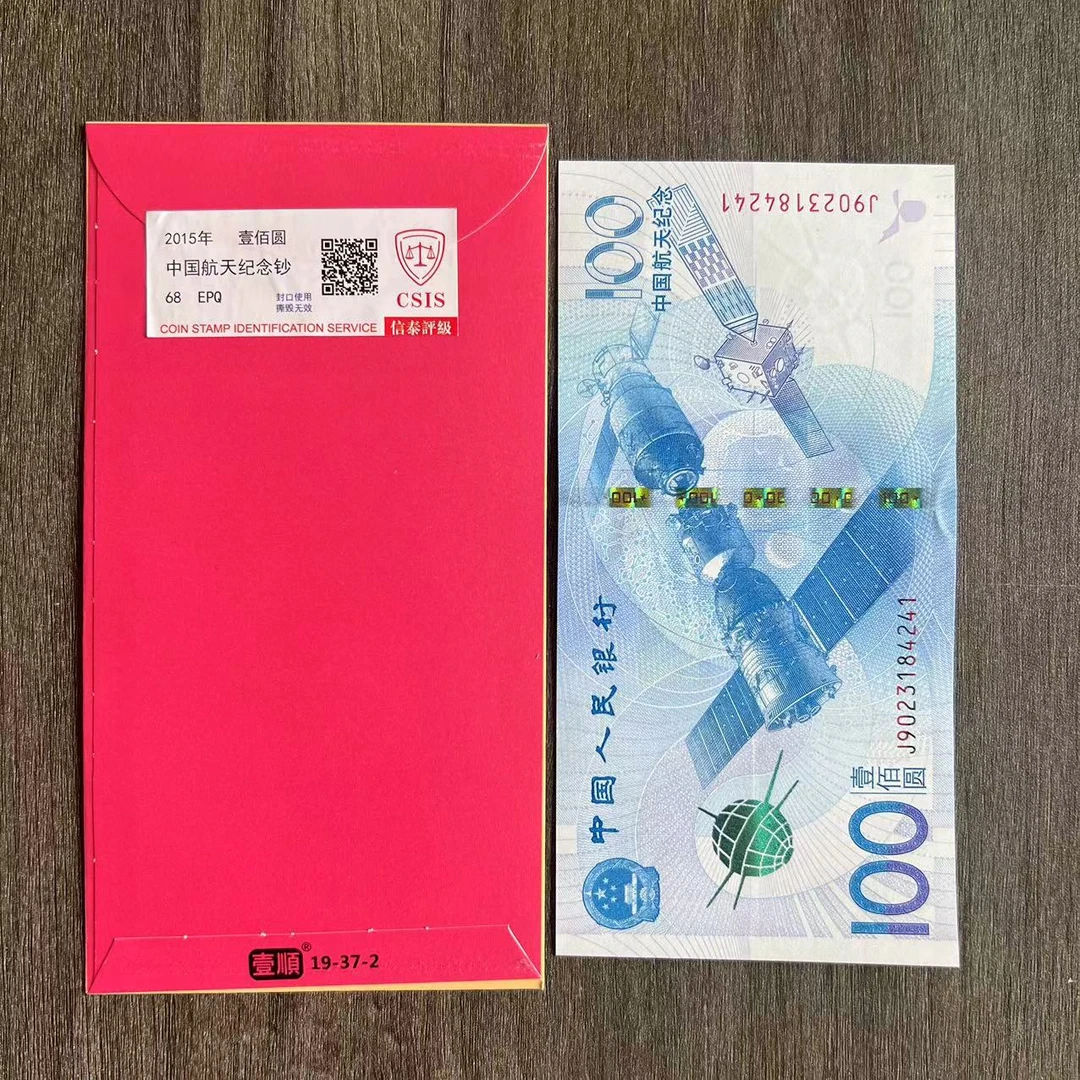 2015年 壹佰圆
中国航天纪念钞
68 EPQ
封口使用
撕毁无效
CSIS
COIN STAMP IDENTIFICATION SERVICE
信泰評級
壹順®
19-37-2
100
中国航天纪念
J9023184241
中国人民银行
J9023184241
壹佰圆
100